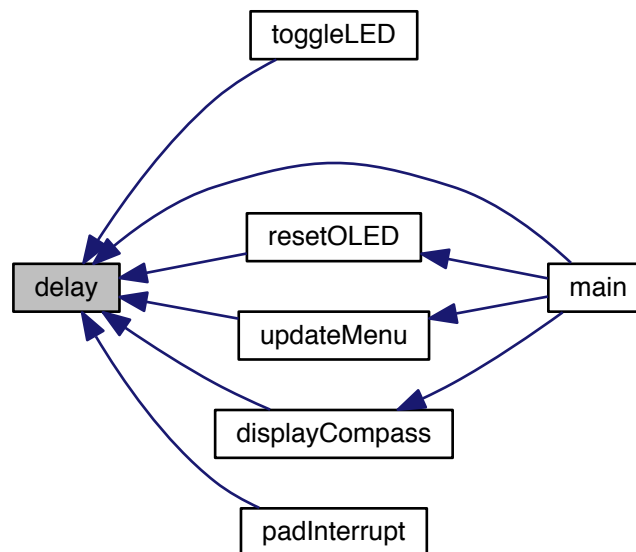 toggleLED
resetOLED
delay
main
updateMenu
displayCompass
padInterrupt